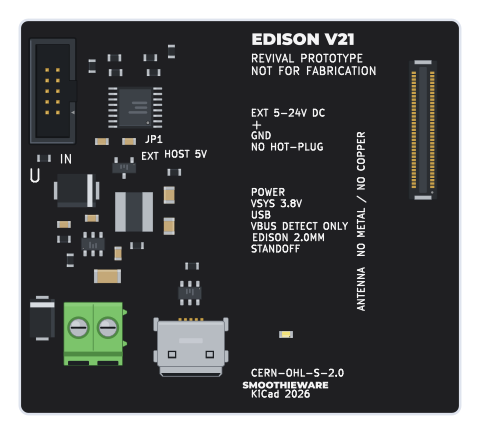 EDISON V21
REVIVAL PROTOTYPE
NOT FOR FABRICATION
EXT 5-24V DC
+
GND
NO HOT-PLUG
JP1
EXT HOST 5V
IN
U
POWER
VSYS 3.8V
USB
VBUS DETECT ONLY
EDISON 2.0MM
STANDOFF
ANTENNA NO METAL / NO COPPER
CERN-OHL-S-2.0
SMOOTHIEWARE
KiCad 2026